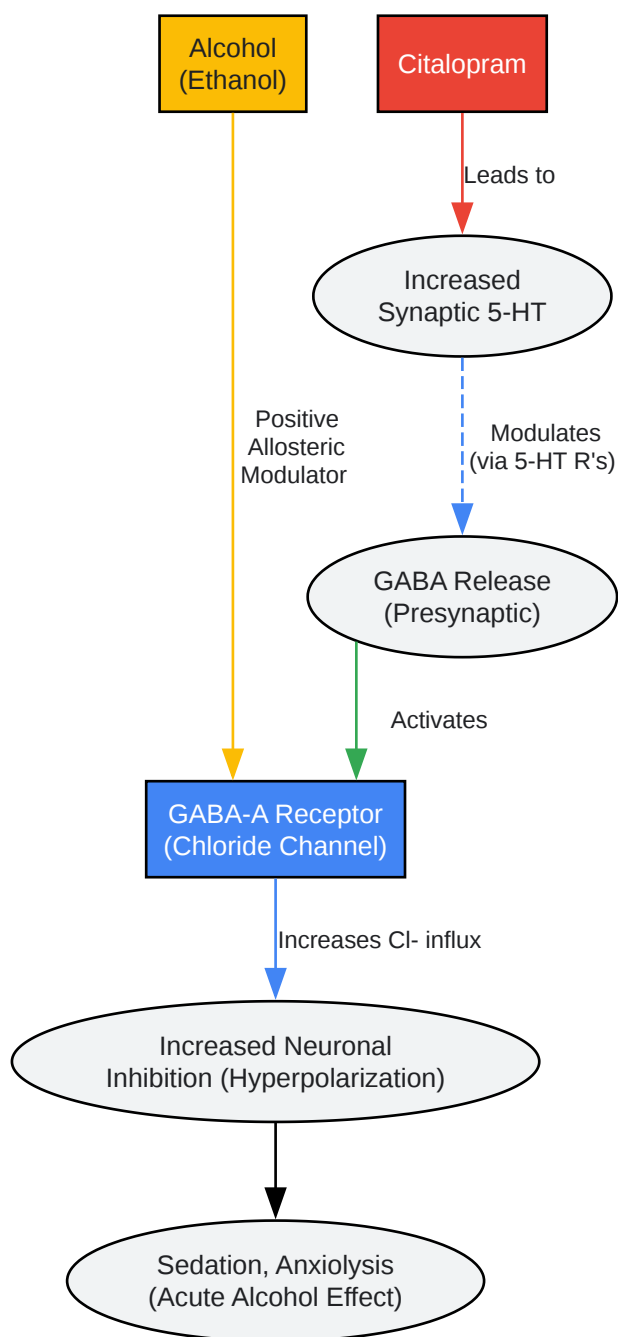 Alcohol
(Ethanol)
Citalopram
Leads to
Increased
Synaptic 5-HT
Positive
Allosteric
Modulator
Modulates
(via 5-HT R's)
GABA Release
(Presynaptic)
Activates
GABA-A Receptor
(Chloride Channel)
Increases Cl- influx
Increased Neuronal
Inhibition (Hyperpolarization)
Sedation, Anxiolysis
(Acute Alcohol Effect)